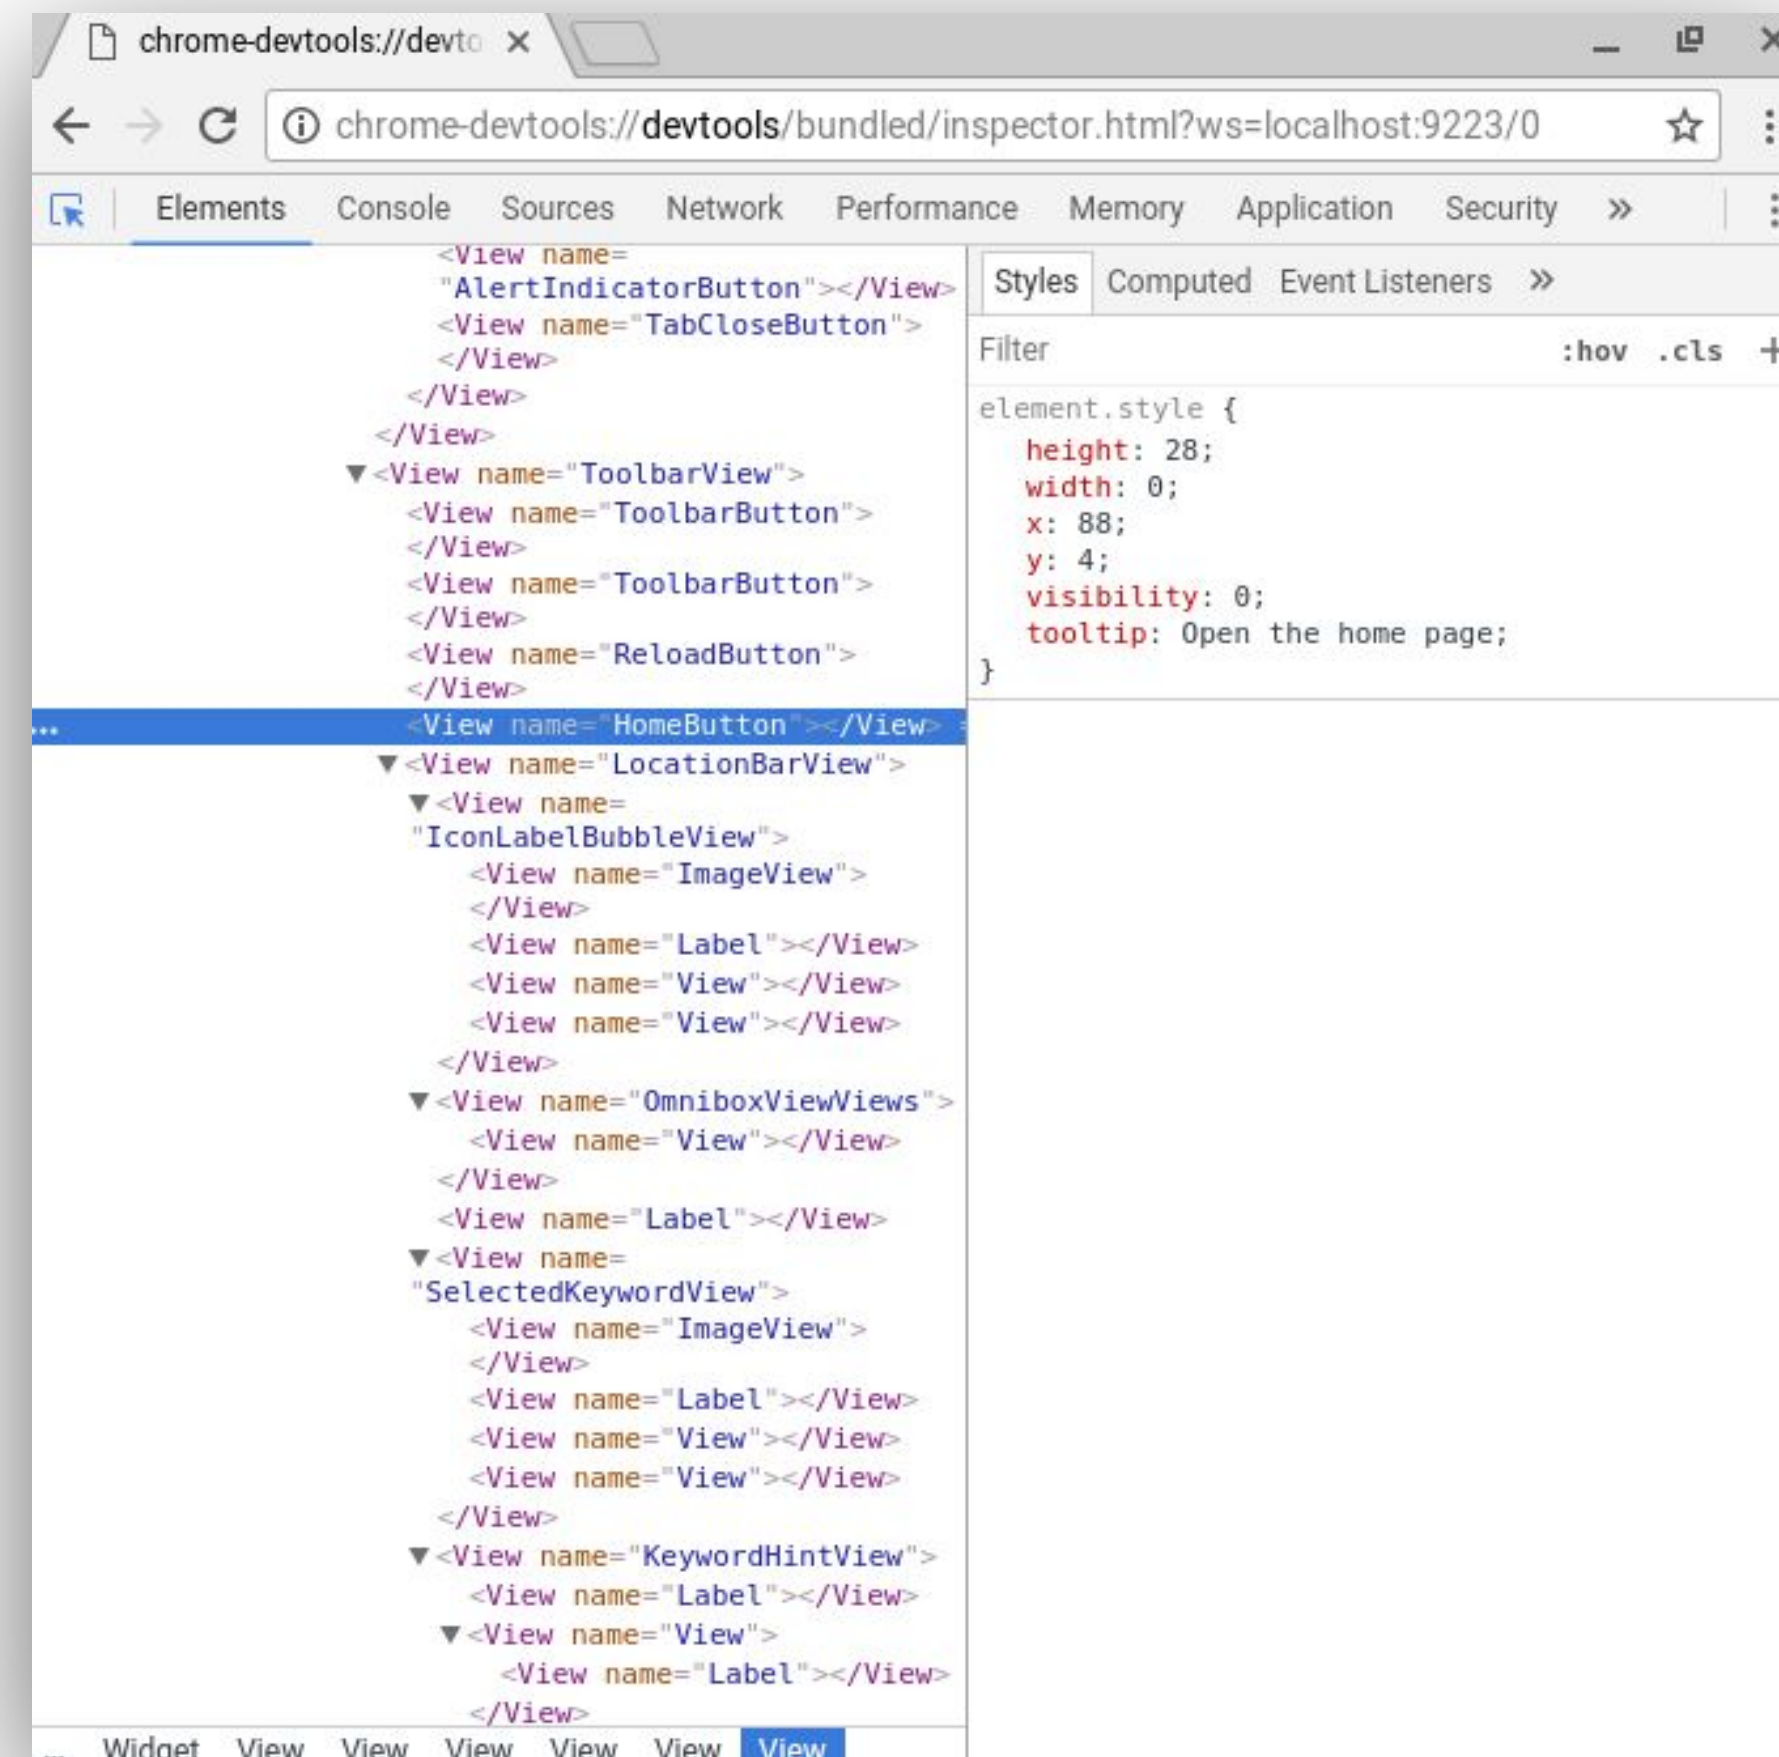 chrome-devtools://devto
chrome-devtools://devtools/bundled/inspector.html?ws=localhost:9223/0
Elements Console Sources Network Performance Memory Application Security »
<View name=
"AlertIndicatorButton"></View>
<View name="TabCloseButton">
</View>
</View>
</View>
▼<View name="ToolbarView">
<View name="ToolbarButton">
</View>
<View name="ToolbarButton">
</View>
<View name="ReloadButton">
</View>
... <View name="HomeButton"></View> =
▼<View name="LocationBarView">
▼<View name=
"IconLabelBubbleView">
<View name="ImageView">
</View>
<View name="Label"></View>
<View name="View"></View>
<View name="View"></View>
</View>
▼<View name="OmniboxViewViews">
<View name="View"></View>
</View>
<View name="Label"></View>
▼<View name=
"SelectedKeywordView">
<View name="ImageView">
</View>
<View name="Label"></View>
<View name="View"></View>
<View name="View"></View>
</View>
▼<View name="KeywordHintView">
<View name="Label"></View>
▼<View name="View">
<View name="Label"></View>
</View>
... Widget View View View View View View
Styles Computed Event Listeners »
Filter :hov .cls +
element.style {
height: 28;
width: 0;
x: 88;
y: 4;
visibility: 0;
tooltip: Open the home page;
}